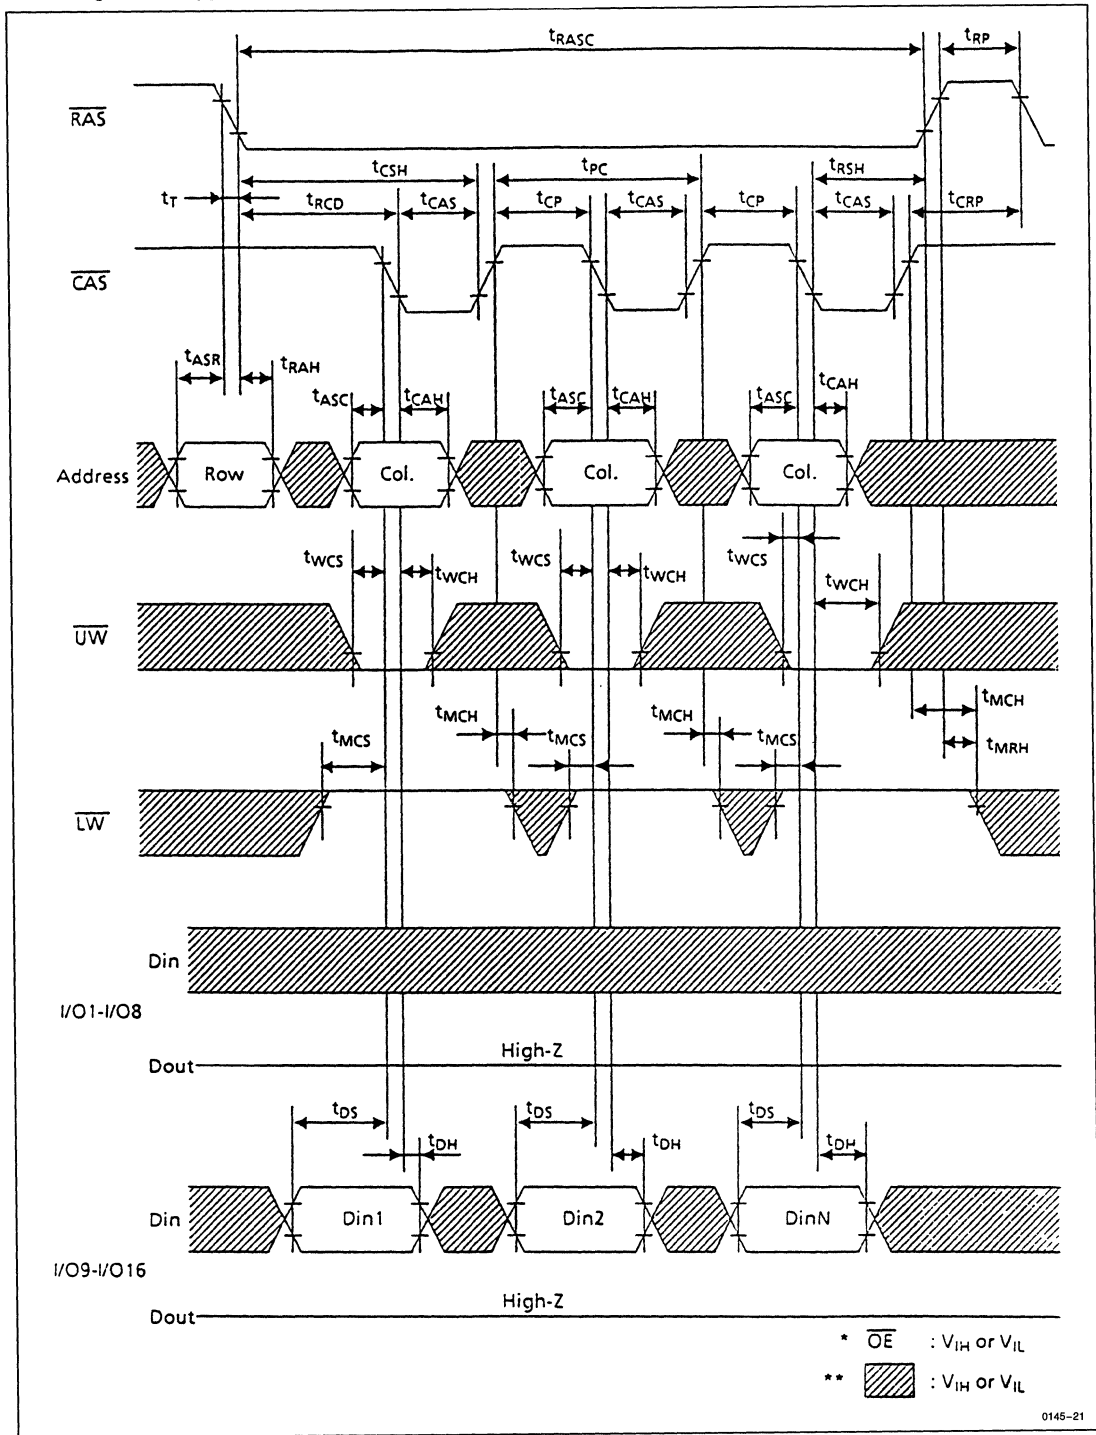 tRASC tRP
RAS
tCSH tPC tRSH
tT tRCD tCAS tCP tCAS tCP tCAS tCRP
CAS
tASR tRAH
tASC tCAH tASC tCAH tASC tCAH
Address Row Col. Col. Col.
tWCS tWCH tWCS tWCH tWCS tWCH
UW
tMCH tMCH tMCH
tMCS tMCS tMCS tMRH
LW
Din
I/O1-I/O8
High-Z
Dout
tDS tDS tDS
tDH tDH tDH
Din Din1 Din2 DinN
I/O9-I/O16
High-Z
Dout
* OE : VIH or VIL
** : VIH or VIL
0145-21